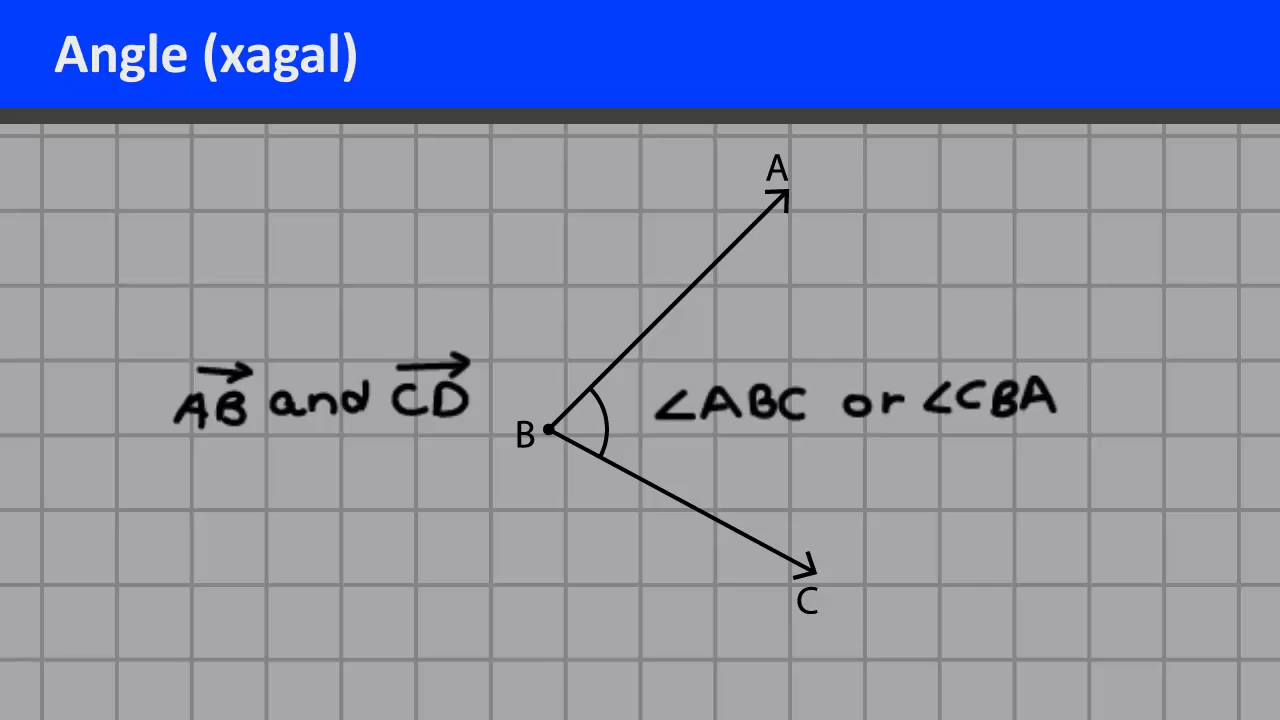 Angle (xagal)
A
AB and CD
B
∠ABC or ∠CBA
C